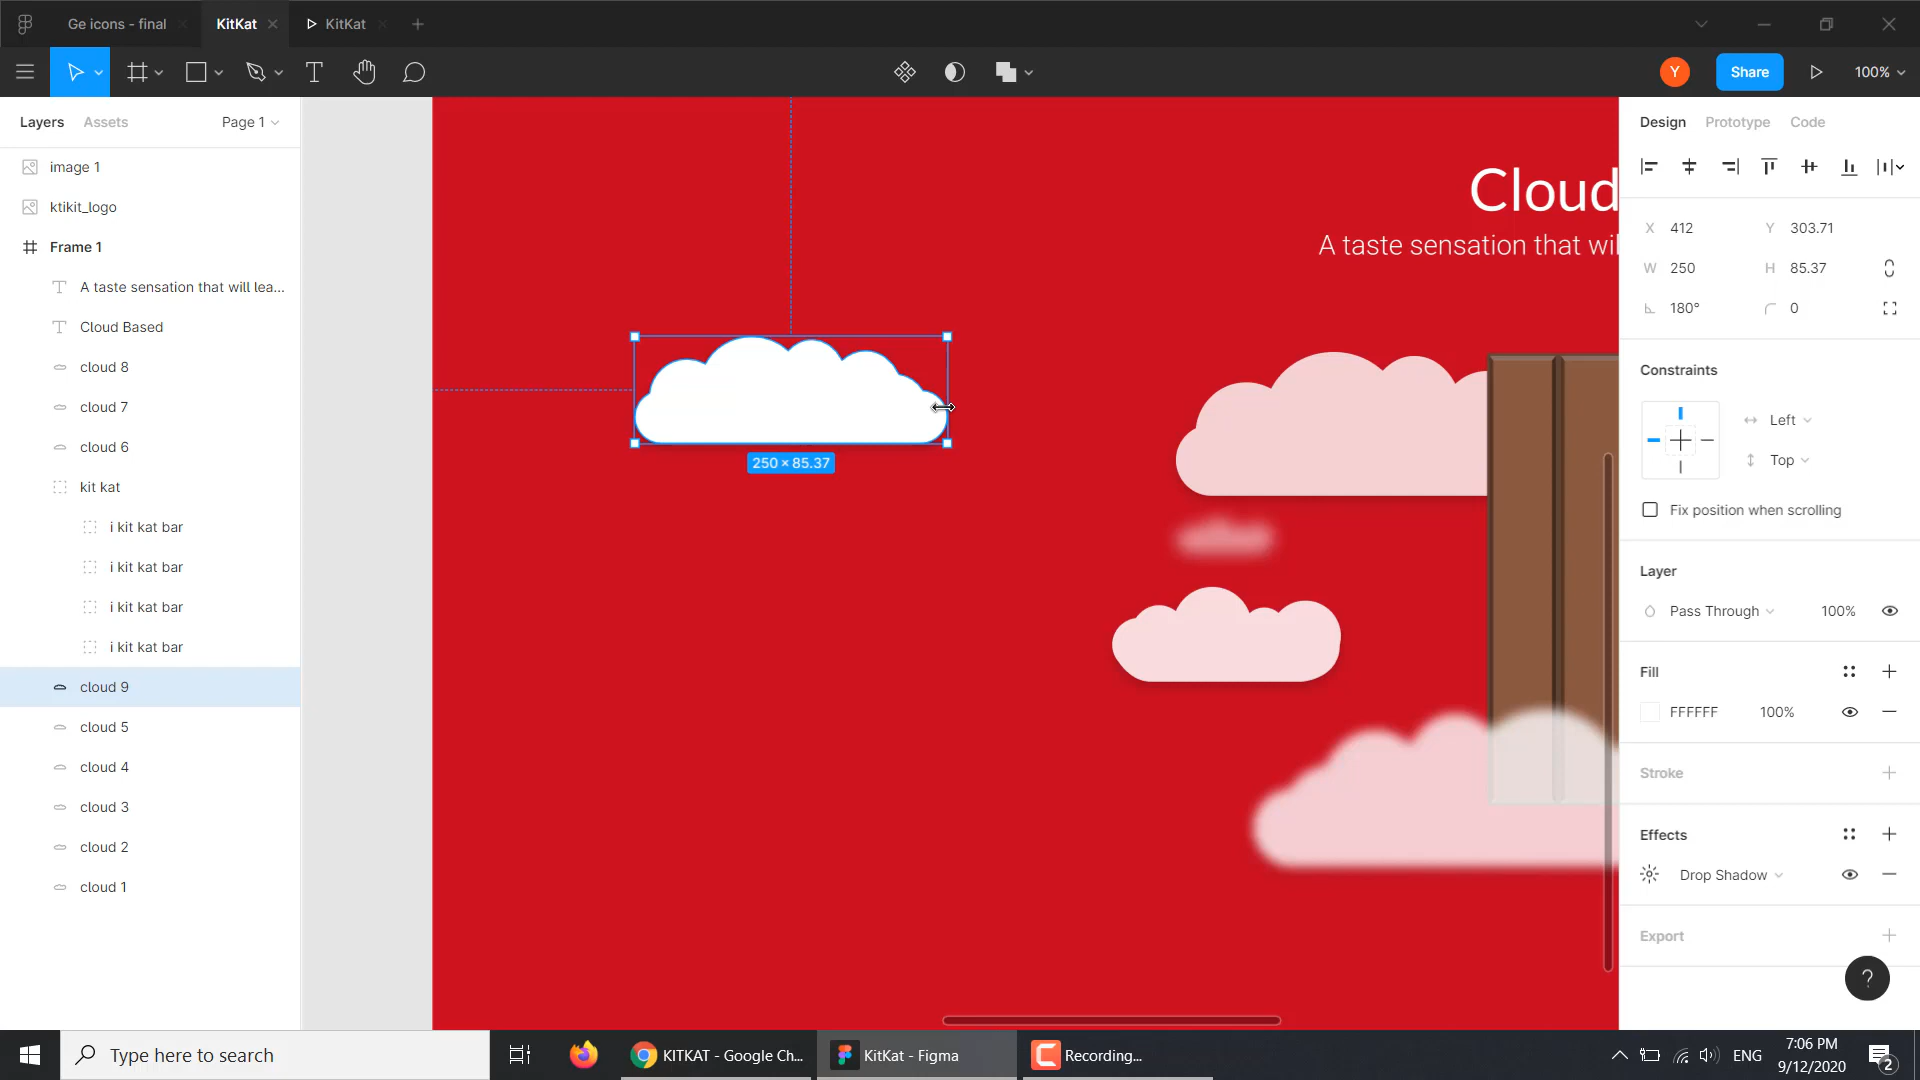 Ge icons - final
KitKat
KitKat
Share
100%
Layers
Assets
Page 1
image 1
ktikit_logo
Frame 1
A taste sensation that will lea...
Cloud Based
cloud 8
cloud 7
cloud 6
kit kat
i kit kat bar
i kit kat bar
i kit kat bar
i kit kat bar
cloud 9
cloud 5
cloud 4
cloud 3
cloud 2
cloud 1
Cloud
A taste sensation that wil
250 × 85.37
Design
Prototype
Code
X 412
Y 303.71
W 250
H 85.37
180°
0
Constraints
Left
Top
Fix position when scrolling
Layer
Pass Through
100%
Fill
FFFFFF
100%
Stroke
Effects
Drop Shadow
Export
?
Y
Type here to search
KITKAT - Google Ch...
KitKat - Figma
Recording...
ENG
7:06 PM
9/12/2020
2